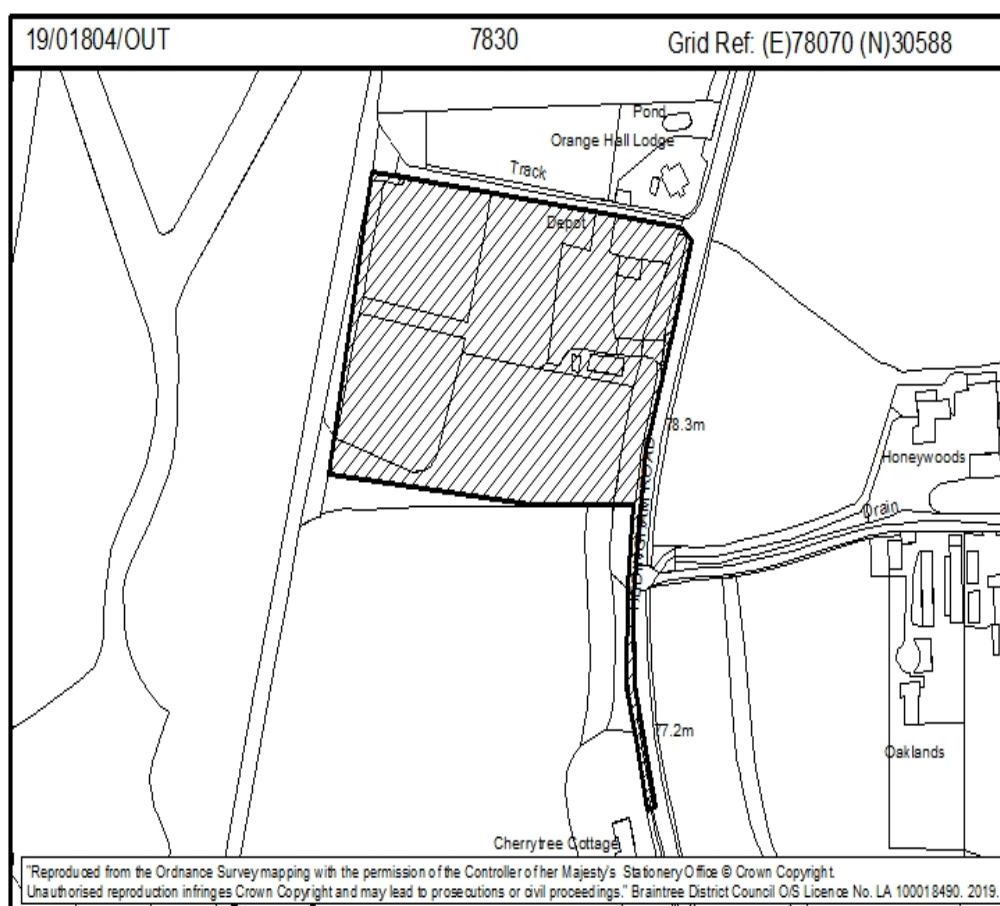 19/01804/OUT 7830 Grid Ref: (E)78070 (N)30588
Pond
Orange Hall Lodge
Track
Depot
78.3m
ROAD
Honeywoods
Drain
77.2m
Oaklands
Cherrytree Cottage
"Reproduced from the Ordnance Survey mapping with the permission of the Controller of her Majesty's Stationery Office © Crown Copyright.
Unauthorised reproduction infringes Crown Copyright and may lead to prosecutions or civil proceedings." Braintree District Council O/S Licence No. LA 100018490. 2019.